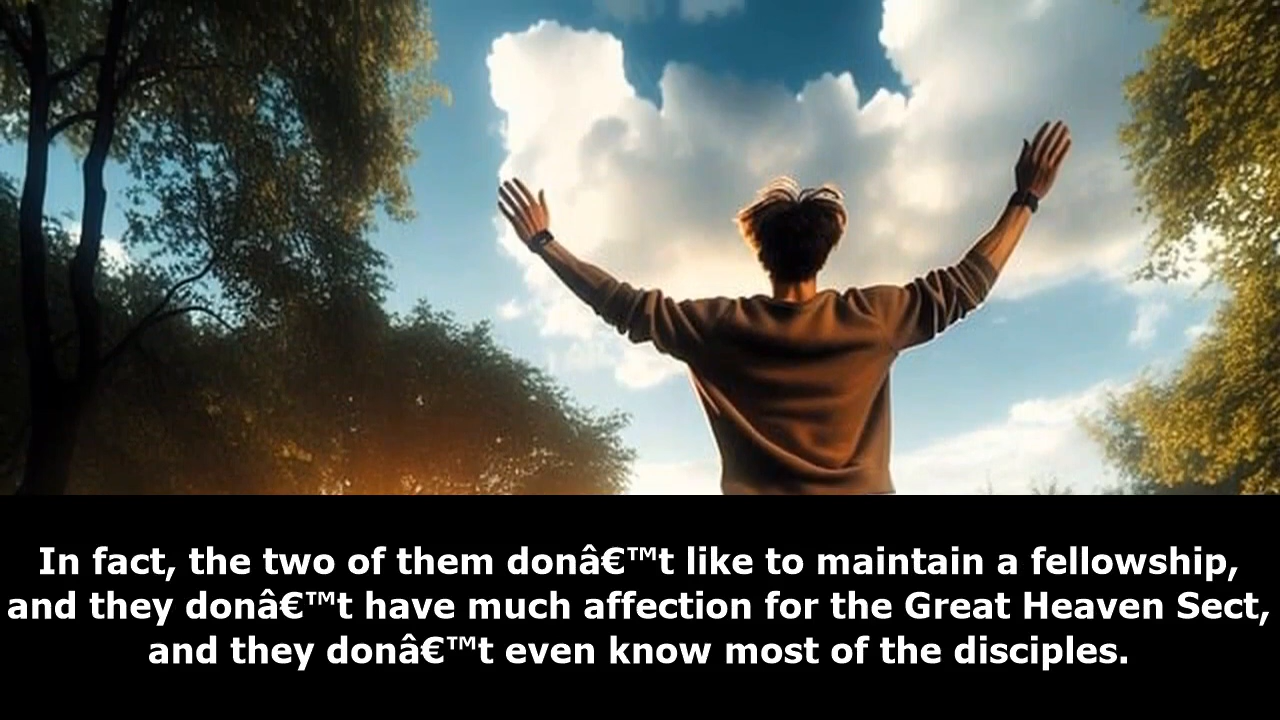 In fact, the two of them donâ€™t like to maintain a fellowship,
and they donâ€™t have much affection for the Great Heaven Sect,
and they donâ€™t even know most of the disciples.